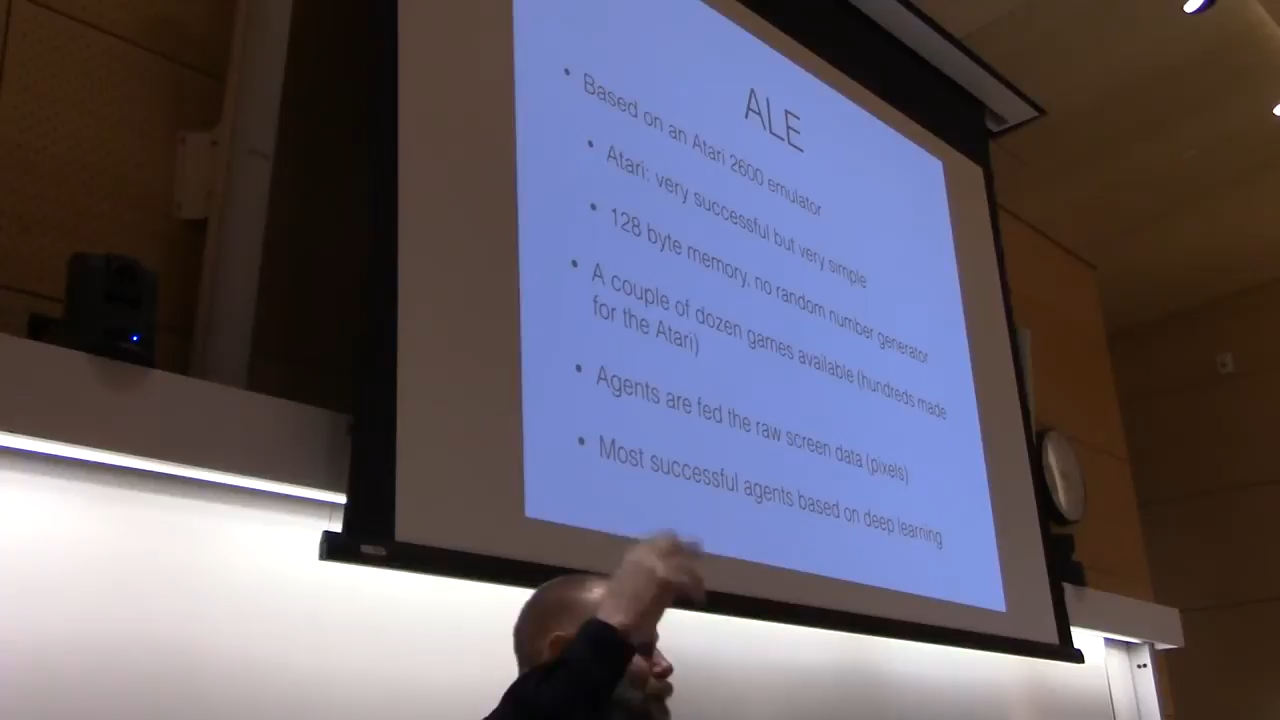 ALE
• Based on an Atari 2600 emulator
• Atari: very successful but very simple
• 128 byte memory, no random number generator
• A couple of dozen games available (hundreds made
for the Atari)
• Agents are fed the raw screen data (pixels)
• Most successful agents based on deep learning